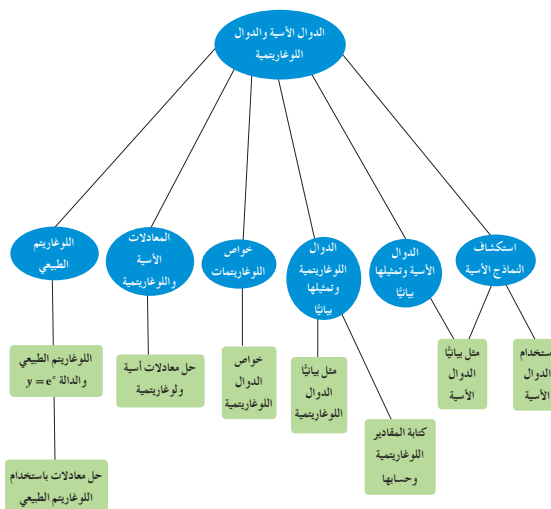 الدوال الأسية والدوال
اللوغاريتمية
استكشاف
النماذج الأسية
الدوال
الأسية وتمثيلها
بيانيًّا
الدوال
اللوغاريتمية
وتمثيلها
بيانيًّا
خواص
اللوغاريتمات
المعادلات
الأسية
واللوغاريتمية
اللوغاريتم
الطبيعي
ستخدام
الدوال
الأسية
مثل بيانيًّا
الدوال
الأسية
مثل بيانيًّا
الدوال
اللوغاريتمية
خواص
الدوال
اللوغاريتمية
حل معادلات أسية
ولوغاريتمية
اللوغاريتم الطبيعي
والدالة y = eˣ
كتابة المقادير
اللوغاريتمية
وحسابها
حل معادلات باستخدام
اللوغاريتم الطبيعي